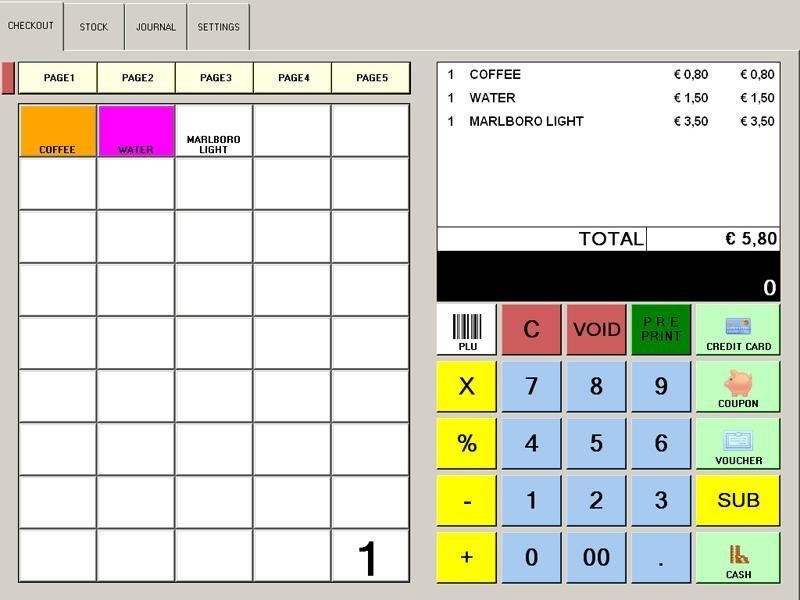 CHECKOUT STOCK JOURNAL SETTINGS
PAGE1 PAGE2 PAGE3 PAGE4 PAGE5
COFFEE
WATER
MARLBORO
LIGHT
1
1 COFFEE € 0,80 € 0,80
1 WATER € 1,50 € 1,50
1 MARLBORO LIGHT € 3,50 € 3,50
TOTAL € 5,80
0
PLU
C
VOID
PRE
PRINT
CREDIT CARD
X 7 8 9
COUPON
% 4 5 6
VOUCHER
- 1 2 3 SUB
+ 0 00 .
CASH